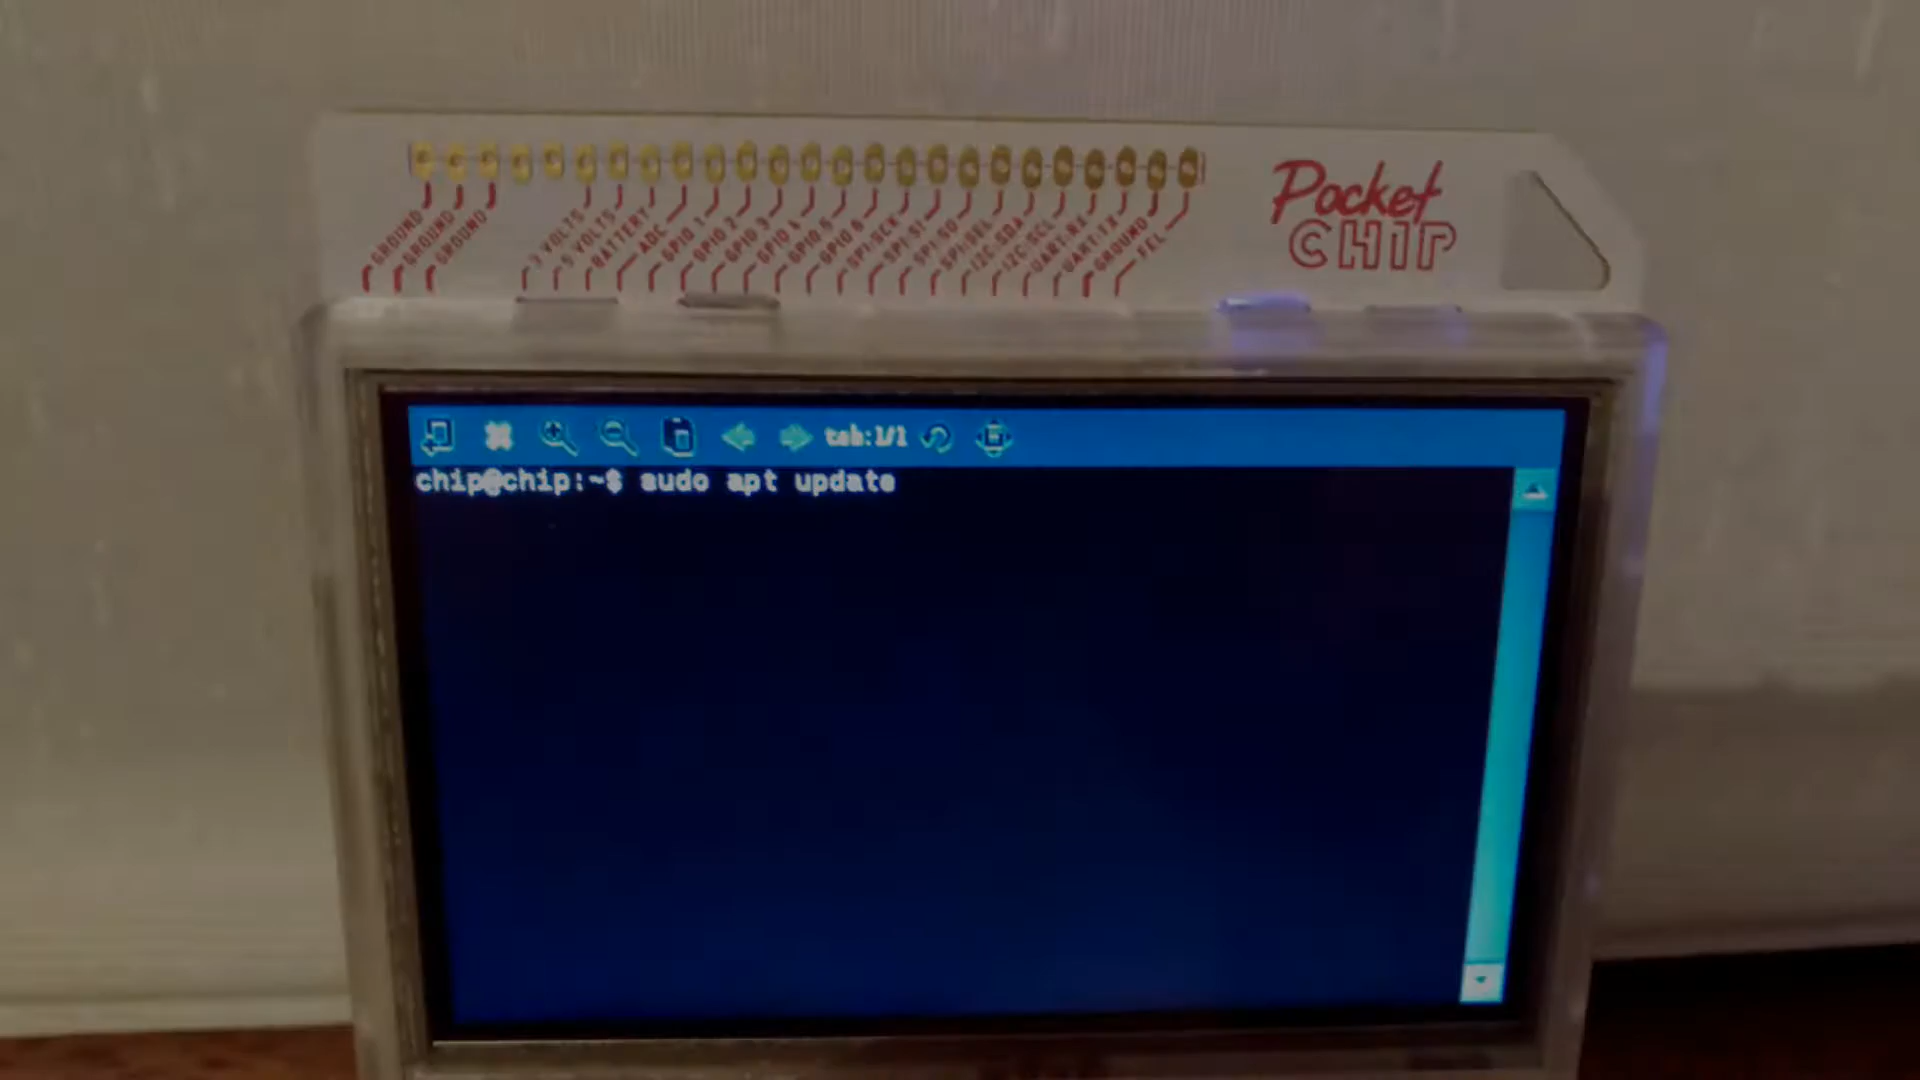 GROUND
GROUND
GROUND
3 VOLTS
5 VOLTS
BATTERY
ADC
GPIO 1
GPIO 2
GPIO 3
GPIO 4
GPIO 5
GPIO 6
SPI-SCK
SPI-SI
SPI-SO
SPI-SEL
I2C-SDA
I2C-SCL
UART-RX
UART-TX
GROUND
FEL
Pocket
CHIP
tab:1/1
chip@chip:~$ sudo apt update